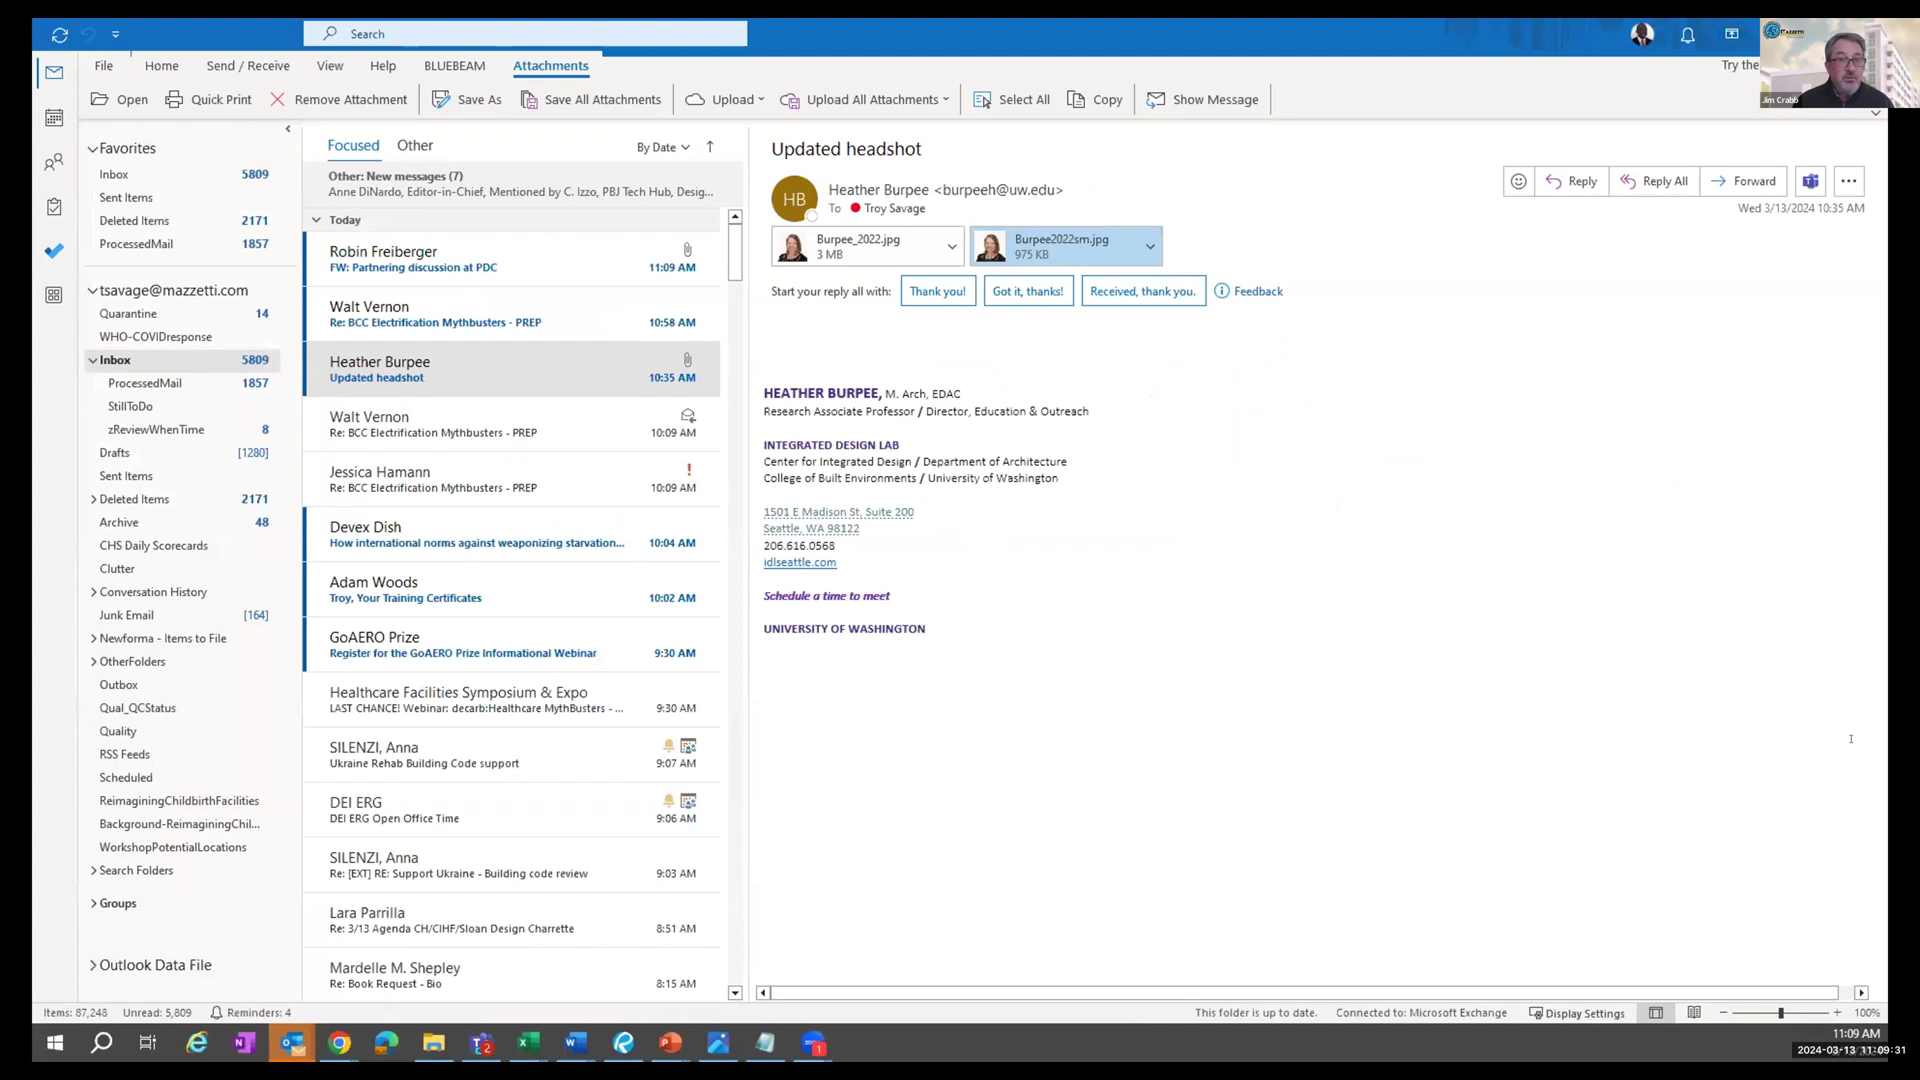 Search
File Home Send / Receive View Help BLUEBEAM Attachments Try the
Open Quick Print Remove Attachment Save As Save All Attachments Upload Upload All Attachments Select All Copy Show Message
MAZZETTI
Jim Crabb
Favorites
Inbox 5809
Sent Items
Deleted Items 2171
ProcessedMail 1857
tsavage@mazzetti.com
Quarantine 14
WHO-COVIDresponse
Inbox 5809
ProcessedMail 1857
StillToDo
zReviewWhenTime 8
Drafts [1280]
Sent Items
Deleted Items 2171
Archive 48
CHS Daily Scorecards
Clutter
Conversation History
Junk Email [164]
Newforma - Items to File
OtherFolders
Outbox
Qual_QCStatus
Quality
RSS Feeds
Scheduled
ReimaginingChildbirthFacilities
Background-ReimaginingChil...
WorkshopPotentialLocations
Search Folders
Groups
Outlook Data File
Focused Other By Date
Other: New messages (7)
Anne DiNardo, Editor-in-Chief, Mentioned by C. Izzo, PBJ Tech Hub, Desig...
Today
Robin Freiberger
FW: Partnering discussion at PDC 11:09 AM
Walt Vernon
Re: BCC Electrification Mythbusters - PREP 10:58 AM
Heather Burpee
Updated headshot 10:35 AM
Walt Vernon
Re: BCC Electrification Mythbusters - PREP 10:09 AM
Jessica Hamann
Re: BCC Electrification Mythbusters - PREP 10:09 AM
Devex Dish
How international norms against weaponizing starvation... 10:04 AM
Adam Woods
Troy, Your Training Certificates 10:02 AM
GoAERO Prize
Register for the GoAERO Prize Informational Webinar 9:30 AM
Healthcare Facilities Symposium & Expo
LAST CHANCE! Webinar: decarb:Healthcare MythBusters - ... 9:30 AM
SILENZI, Anna
Ukraine Rehab Building Code support 9:07 AM
DEI ERG
DEI ERG Open Office Time 9:06 AM
SILENZI, Anna
Re: [EXT] RE: Support Ukraine - Building code review 9:03 AM
Lara Parrilla
Re: 3/13 Agenda CH/CIHF/Sloan Design Charrette 8:51 AM
Mardelle M. Shepley
Re: Book Request - Bio 8:15 AM
Updated headshot
HB
Heather Burpee <burpeeh@uw.edu>
To Troy Savage
Reply Reply All Forward
Wed 3/13/2024 10:35 AM
Burpee_2022.jpg
3 MB
Burpee2022sm.jpg
975 KB
Start your reply all with: Thank you! Got it, thanks! Received, thank you. Feedback
HEATHER BURPEE, M. Arch, EDAC
Research Associate Professor / Director, Education & Outreach
INTEGRATED DESIGN LAB
Center for Integrated Design / Department of Architecture
College of Built Environments / University of Washington
1501 E Madison St, Suite 200
Seattle, WA 98122
206.616.0568
idlseattle.com
Schedule a time to meet
UNIVERSITY OF WASHINGTON
Items: 87,248 Unread: 5,809 Reminders: 4 This folder is up to date. Connected to: Microsoft Exchange Display Settings 100%
11:09 AM
2024-03-13 11:09:31